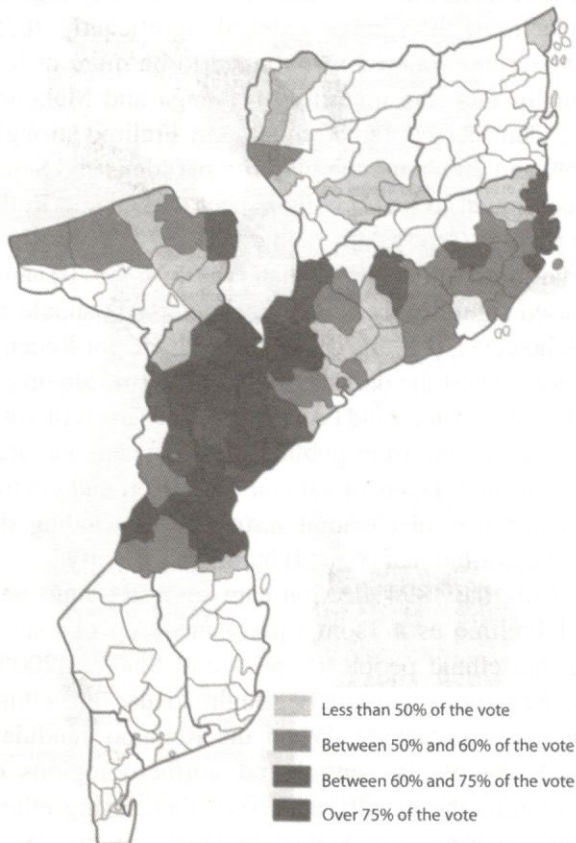 Less than 50% of the vote
Between 50% and 60% of the vote
Between 60% and 75% of the vote
Over 75% of the vote